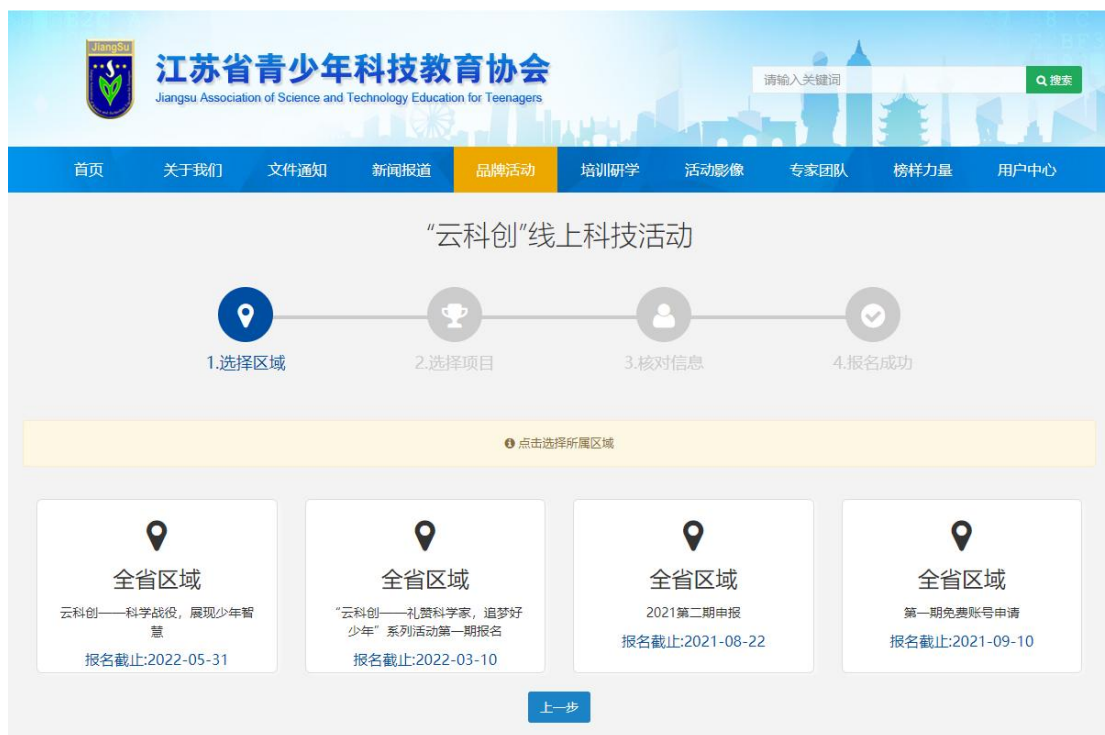 JiangSu
江苏省青少年科技教育协会
Jiangsu Association of Science and Technology Education for Teenagers
请输入关键词
搜索
首页 关于我们 文件通知 新闻报道 品牌活动 培训研学 活动影像 专家团队 榜样力量 用户中心
“云科创”线上科技活动
1.选择区域 2.选择项目 3.核对信息 4.报名成功
点击选择所属区域
全省区域
云科创——科学战役，展现少年智
慧
报名截止:2022-05-31
全省区域
“云科创——礼赞科学家，追梦好
少年”系列活动第一期报名
报名截止:2022-03-10
全省区域
2021第二期申报
报名截止:2021-08-22
全省区域
第一期免费账号申请
报名截止:2021-09-10
上一步